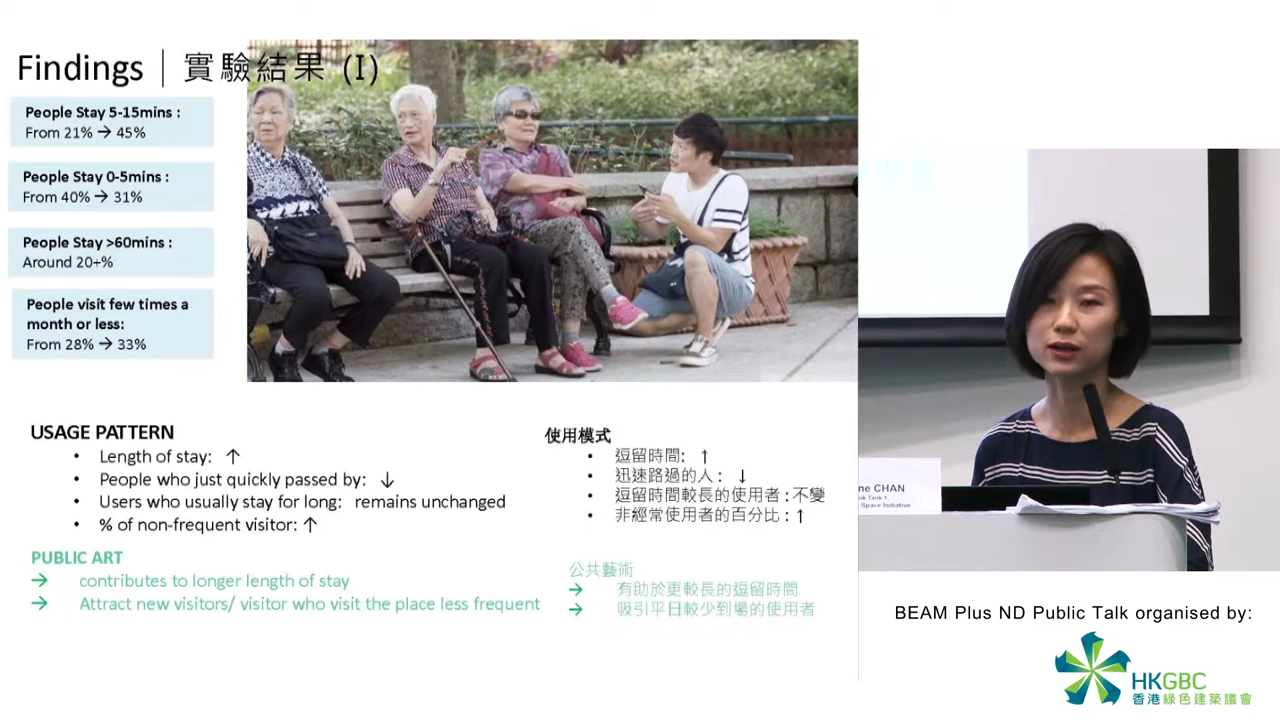 Findings | 實驗結果 (I)
People Stay 5-15mins :
From 21% → 45%
People Stay 0-5mins :
From 40% → 31%
People Stay >60mins :
Around 20+%
People visit few times a
month or less:
From 28% → 33%
USAGE PATTERN
• Length of stay: ↑
• People who just quickly passed by: ↓
• Users who usually stay for long: remains unchanged
• % of non-frequent visitor: ↑
PUBLIC ART
→ contributes to longer length of stay
→ Attract new visitors/ visitor who visit the place less frequent
使用模式
• 逗留時間: ↑
• 迅速路過的人 : ↓
• 逗留時間較長的使用者 : 不變
• 非經常使用者的百分比 : ↑
公共藝術
→ 有助於更較長的逗留時間
→ 吸引平日較少到場的使用者
ne CHAN
nk Tank 1,
Space Initiative
BEAM Plus ND Public Talk organised by:
HKGBC
香港綠色建築議會